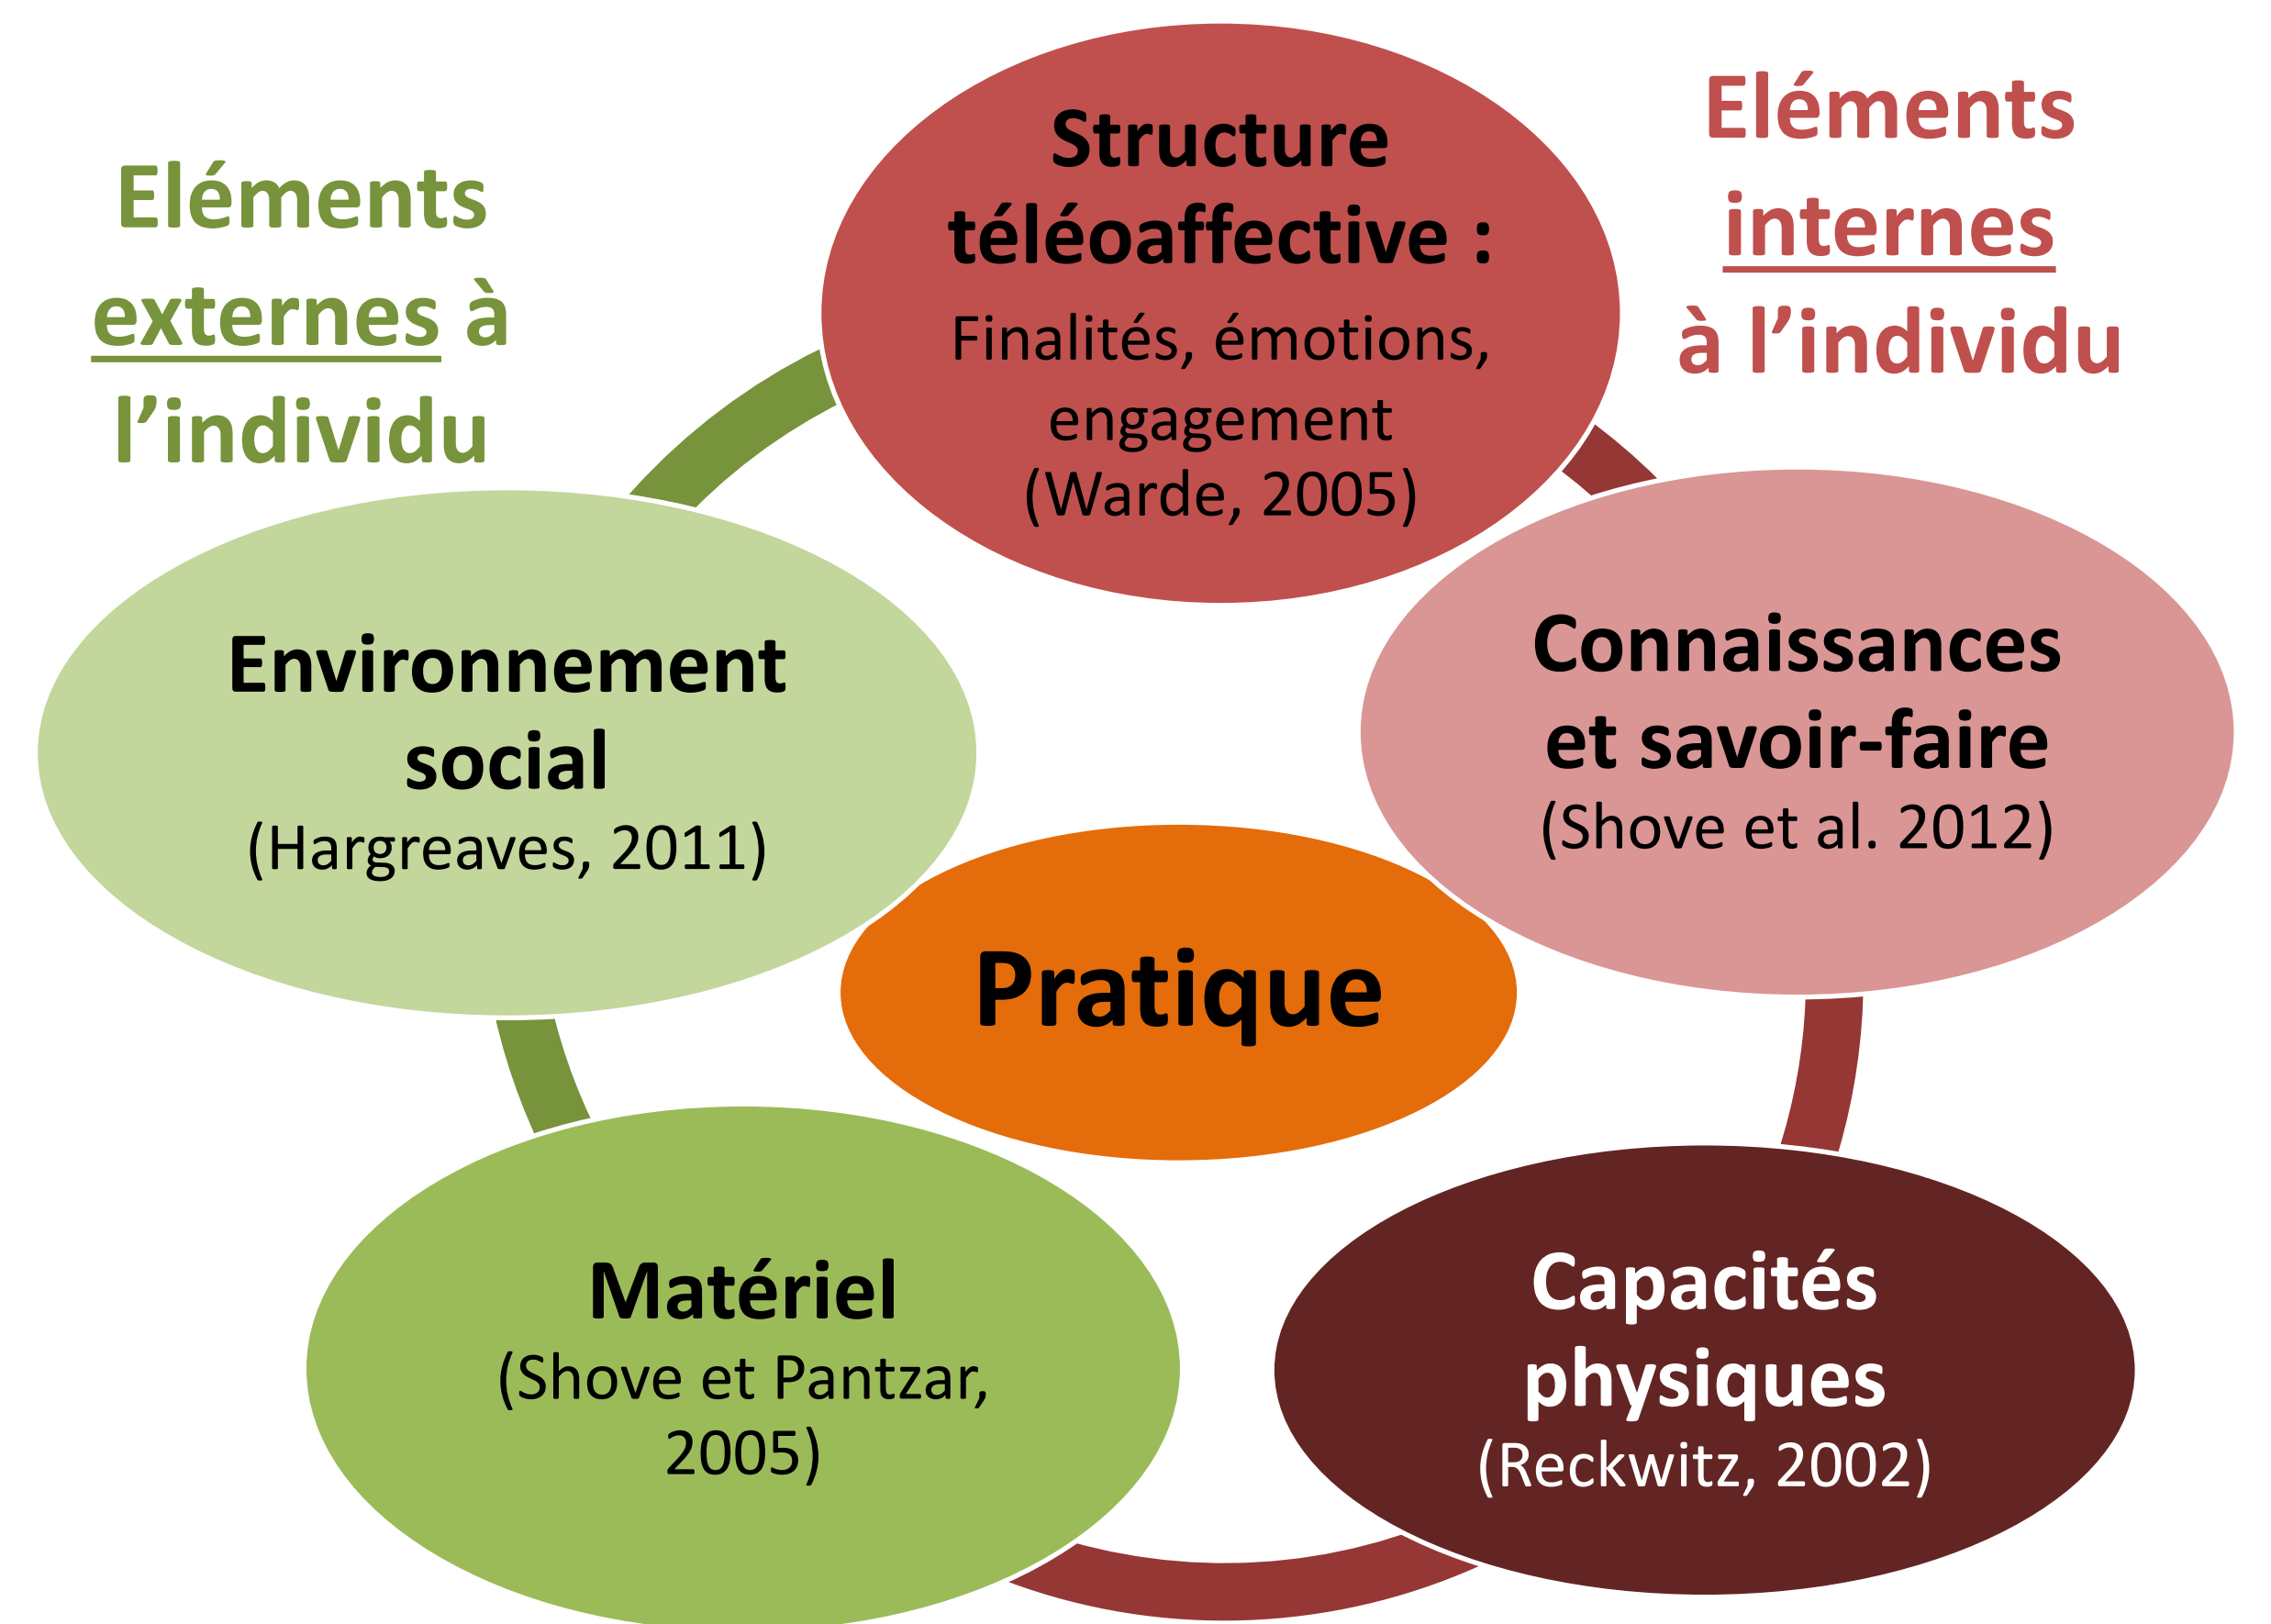 Eléments
externes à
l’individu
Structure
téléoaffective :
Finalités, émotions,
engagement
(Warde, 2005)
Eléments
internes
à l’individu
Environnement
social
(Hargreaves, 2011)
Connaissances
et savoir-faire
(Shove et al. 2012)
Pratique
Matériel
(Shove et Pantzar,
2005)
Capacités
physiques
(Reckwitz, 2002)